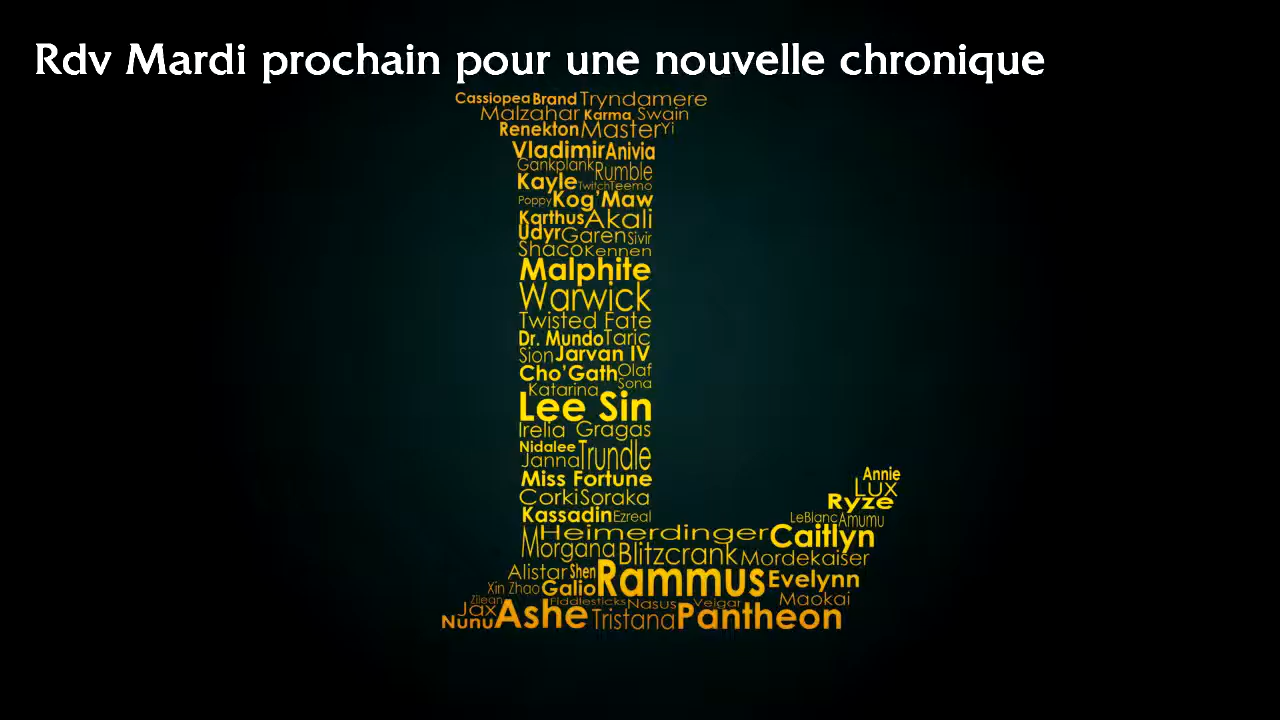 Rdv Mardi prochain pour une nouvelle chronique
Cassiopea Brand Tryndamere
Malzahar Karma Swain
Renekton Master Yi
Vladimir Anivia
Gankplank Rumble
Kayle Twitch Teemo
Poppy Kog'Maw
Karthus Akali
Udyr Garen Sivir
Shaco Kennen
Malphite
Warwick
Twisted Fate
Dr. Mundo Taric
Sion Jarvan IV
Cho'Gath Olaf
Katarina Sona
Lee Sin
Irelia Gragas
Nidalee Trundle
Janna
Miss Fortune
Annie
Lux
Corki Soraka
Ryze
Kassadin Ezreal
LeBlanc Amumu
Heimerdinger Caitlyn
Morgana Blitzcrank Mordekaiser
Alistar Shen Rammus Evelynn
Xin Zhao Galio
Zilean Fiddlesticks Nasus Veigar Maokai
Jax Ashe Tristana Pantheon
Nunu